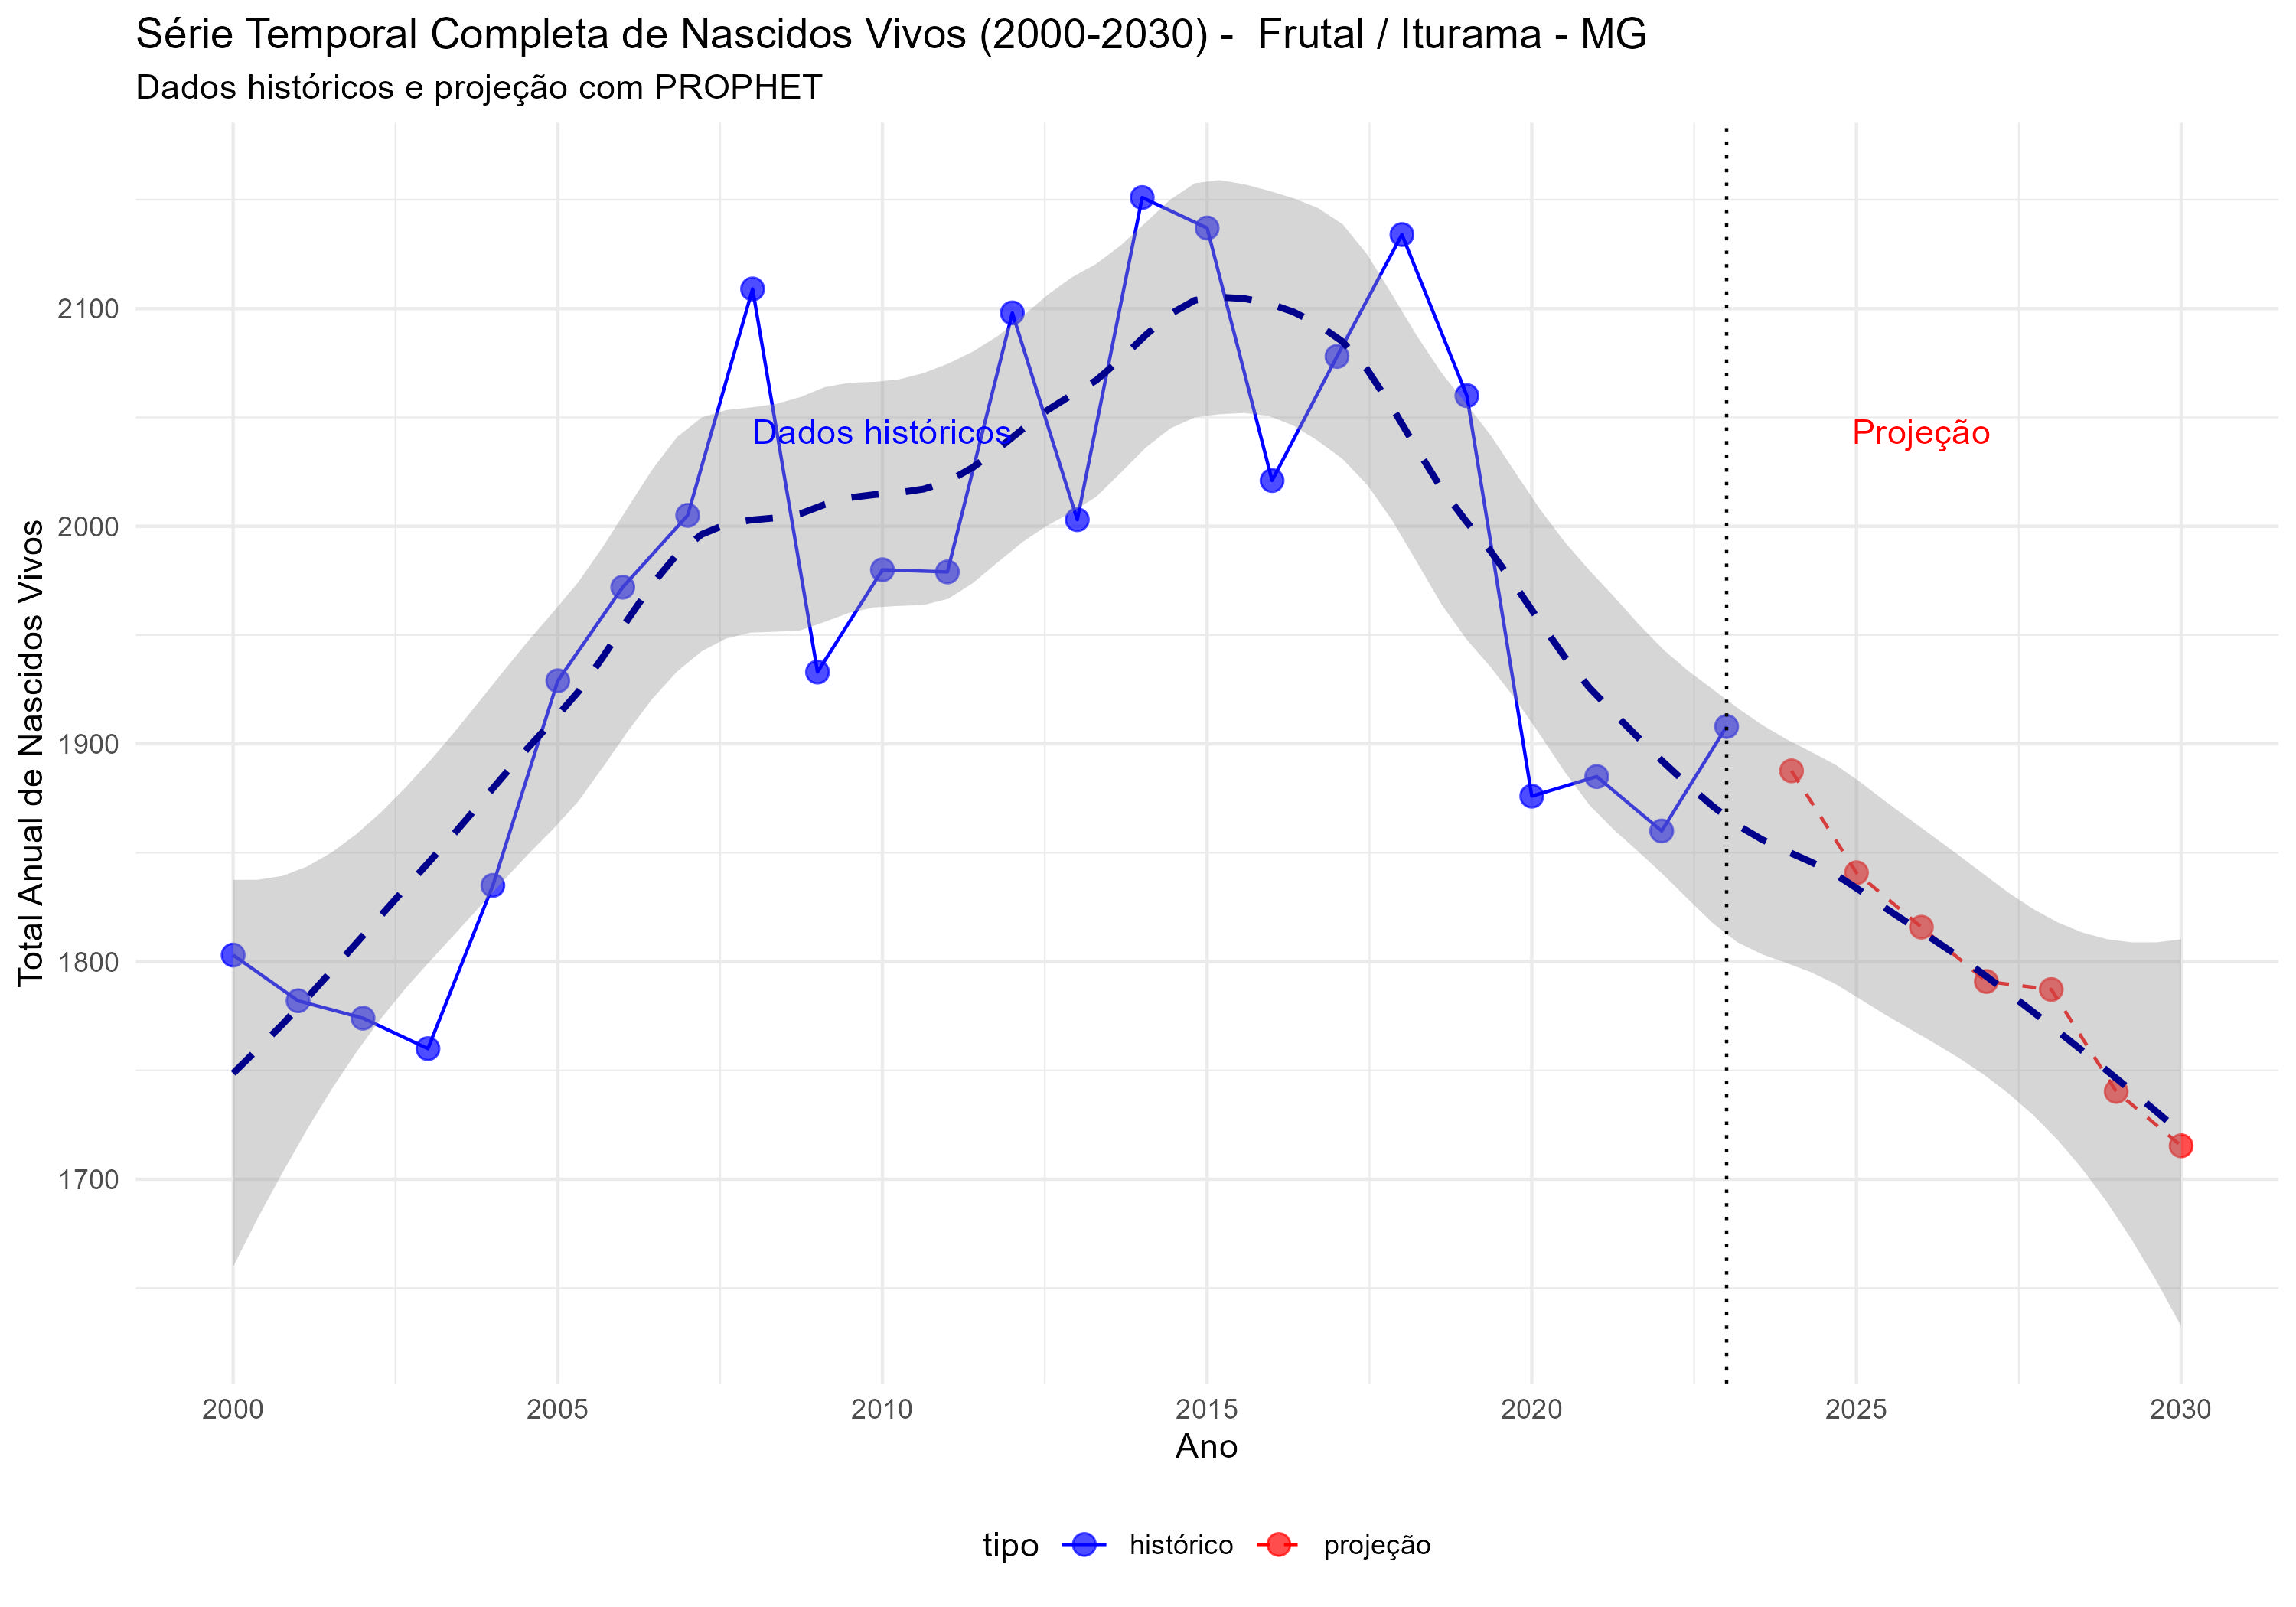 Série Temporal Completa de Nascidos Vivos (2000-2030) -  Frutal / Iturama - MG
Dados históricos e projeção com PROPHET
Total Anual de Nascidos Vivos
2100
2000
1900
1800
1700
Dados históricos
Projeção
2000 2005 2010 2015 2020 2025 2030
Ano
tipo histórico projeção